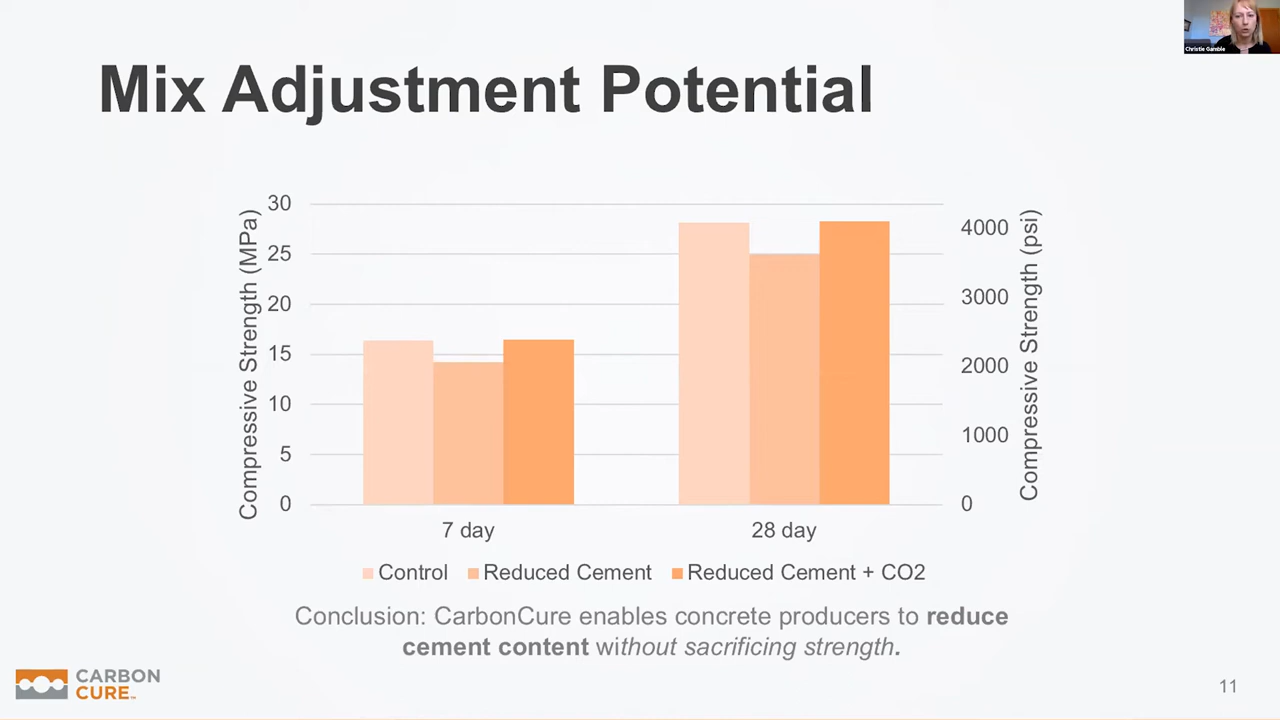 Christie Gamble
Mix Adjustment Potential
Compressive Strength (MPa)
30
25
20
15
10
5
0
4000
3000
2000
1000
0
Compressive Strength (psi)
7 day
28 day
Control
Reduced Cement
Reduced Cement + CO2
Conclusion: CarbonCure enables concrete producers to reduce
cement content without sacrificing strength.
CARBON
CURE™
11